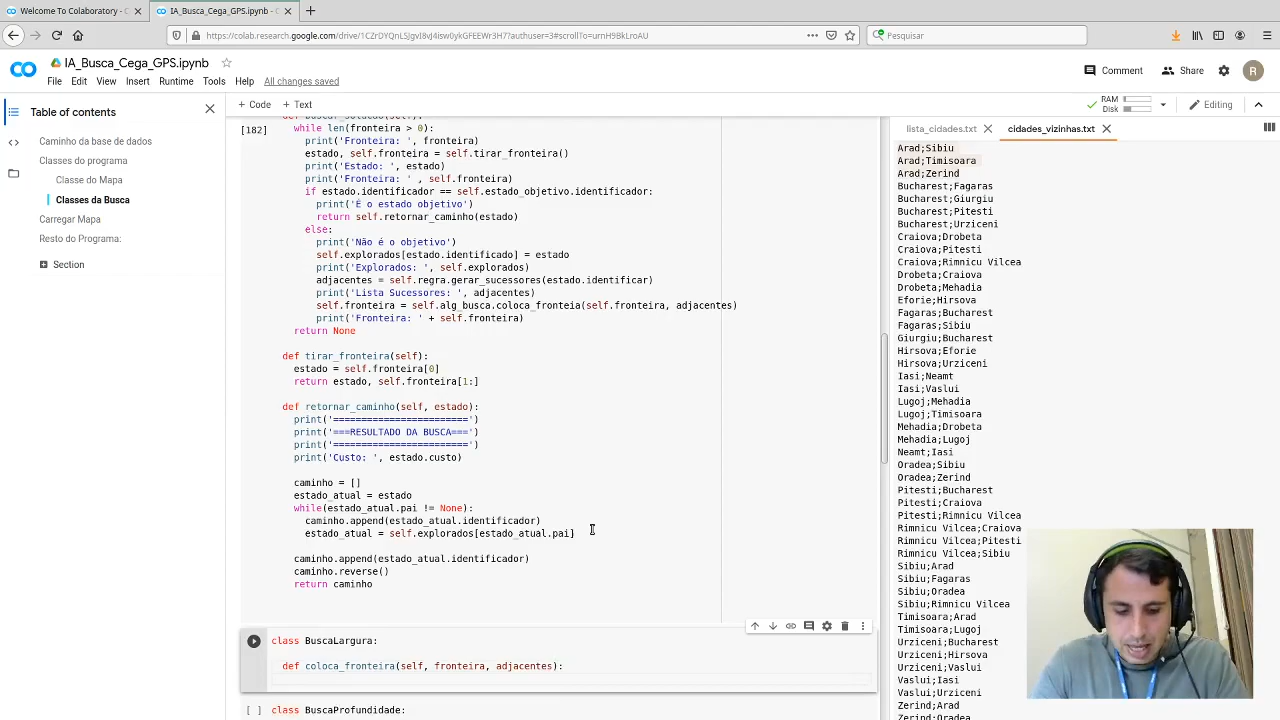 Welcome To Colaboratory - C
IA_Busca_Cega_GPS.ipynb - C
https://colab.research.google.com/drive/
Pesquisar
IA_Busca_Cega_GPS.ipynb
File Edit View Insert Runtime Tools Help All changes saved
Comment Share R
Table of contents
+ Code + Text
RAM
Disk
Editing
Caminho da base de dados
Classes do programa
Classe do Mapa
Classes da Busca
Carregar Mapa
Resto do Programa:
Section
[182]
while len(fronteira > 0):
print('Fronteira: ', fronteira)
estado, self.fronteira = self.tirar_fronteira()
print('Estado: ', estado)
print('Fronteira: ' , self.fronteira)
if estado.identificador == self.estado_objetivo.identificador:
print('É o estado objetivo')
return self.retornar_caminho(estado)
else:
print('Não é o objetivo')
self.explorados[estado.identificado] = estado
print('Explorados: ', self.explorados)
adjacentes = self.regra.gerar_sucessores(estado.identificar)
print('Lista Sucessores: ', adjacentes)
self.fronteira = self.alg_busca.coloca_fronteia(self.fronteira, adjacentes)
print('Fronteira: ' + self.fronteira)
return None
def tirar_fronteira(self):
estado = self.fronteira[0]
return estado, self.fronteira[1:]
def retornar_caminho(self, estado):
print('========================')
print('===RESULTADO DA BUSCA===')
print('========================')
print('Custo: ', estado.custo)
caminho = []
estado_atual = estado
while(estado_atual.pai != None):
caminho.append(estado_atual.identificador)
estado_atual = self.explorados[estado_atual.pai]
caminho.append(estado_atual.identificador)
caminho.reverse()
return caminho
class BuscaLargura:
def coloca_fronteira(self, fronteira, adjacentes):
[ ] class BuscaProfundidade:
lista_cidades.txt
cidades_vizinhas.txt
Arad;Sibiu
Arad;Timisoara
Arad;Zerind
Bucharest;Fagaras
Bucharest;Giurgiu
Bucharest;Pitesti
Bucharest;Urziceni
Craiova;Drobeta
Craiova;Pitesti
Craiova;Rimnicu Vilcea
Drobeta;Craiova
Drobeta;Mehadia
Eforie;Hirsova
Fagaras;Bucharest
Fagaras;Sibiu
Giurgiu;Bucharest
Hirsova;Eforie
Hirsova;Urziceni
Iasi;Neamt
Iasi;Vaslui
Lugoj;Mehadia
Lugoj;Timisoara
Mehadia;Drobeta
Mehadia;Lugoj
Neamt;Iasi
Oradea;Sibiu
Oradea;Zerind
Pitesti;Bucharest
Pitesti;Craiova
Pitesti;Rimnicu Vilcea
Rimnicu Vilcea;Craiova
Rimnicu Vilcea;Pitesti
Rimnicu Vilcea;Sibiu
Sibiu;Arad
Sibiu;Fagaras
Sibiu;Oradea
Sibiu;Rimnicu Vilcea
Timisoara;Arad
Timisoara;Lugoj
Urziceni;Bucharest
Urziceni;Hirsova
Urziceni;Vaslui
Vaslui;Iasi
Vaslui;Urziceni
Zerind;Arad
Zerind;Oradea